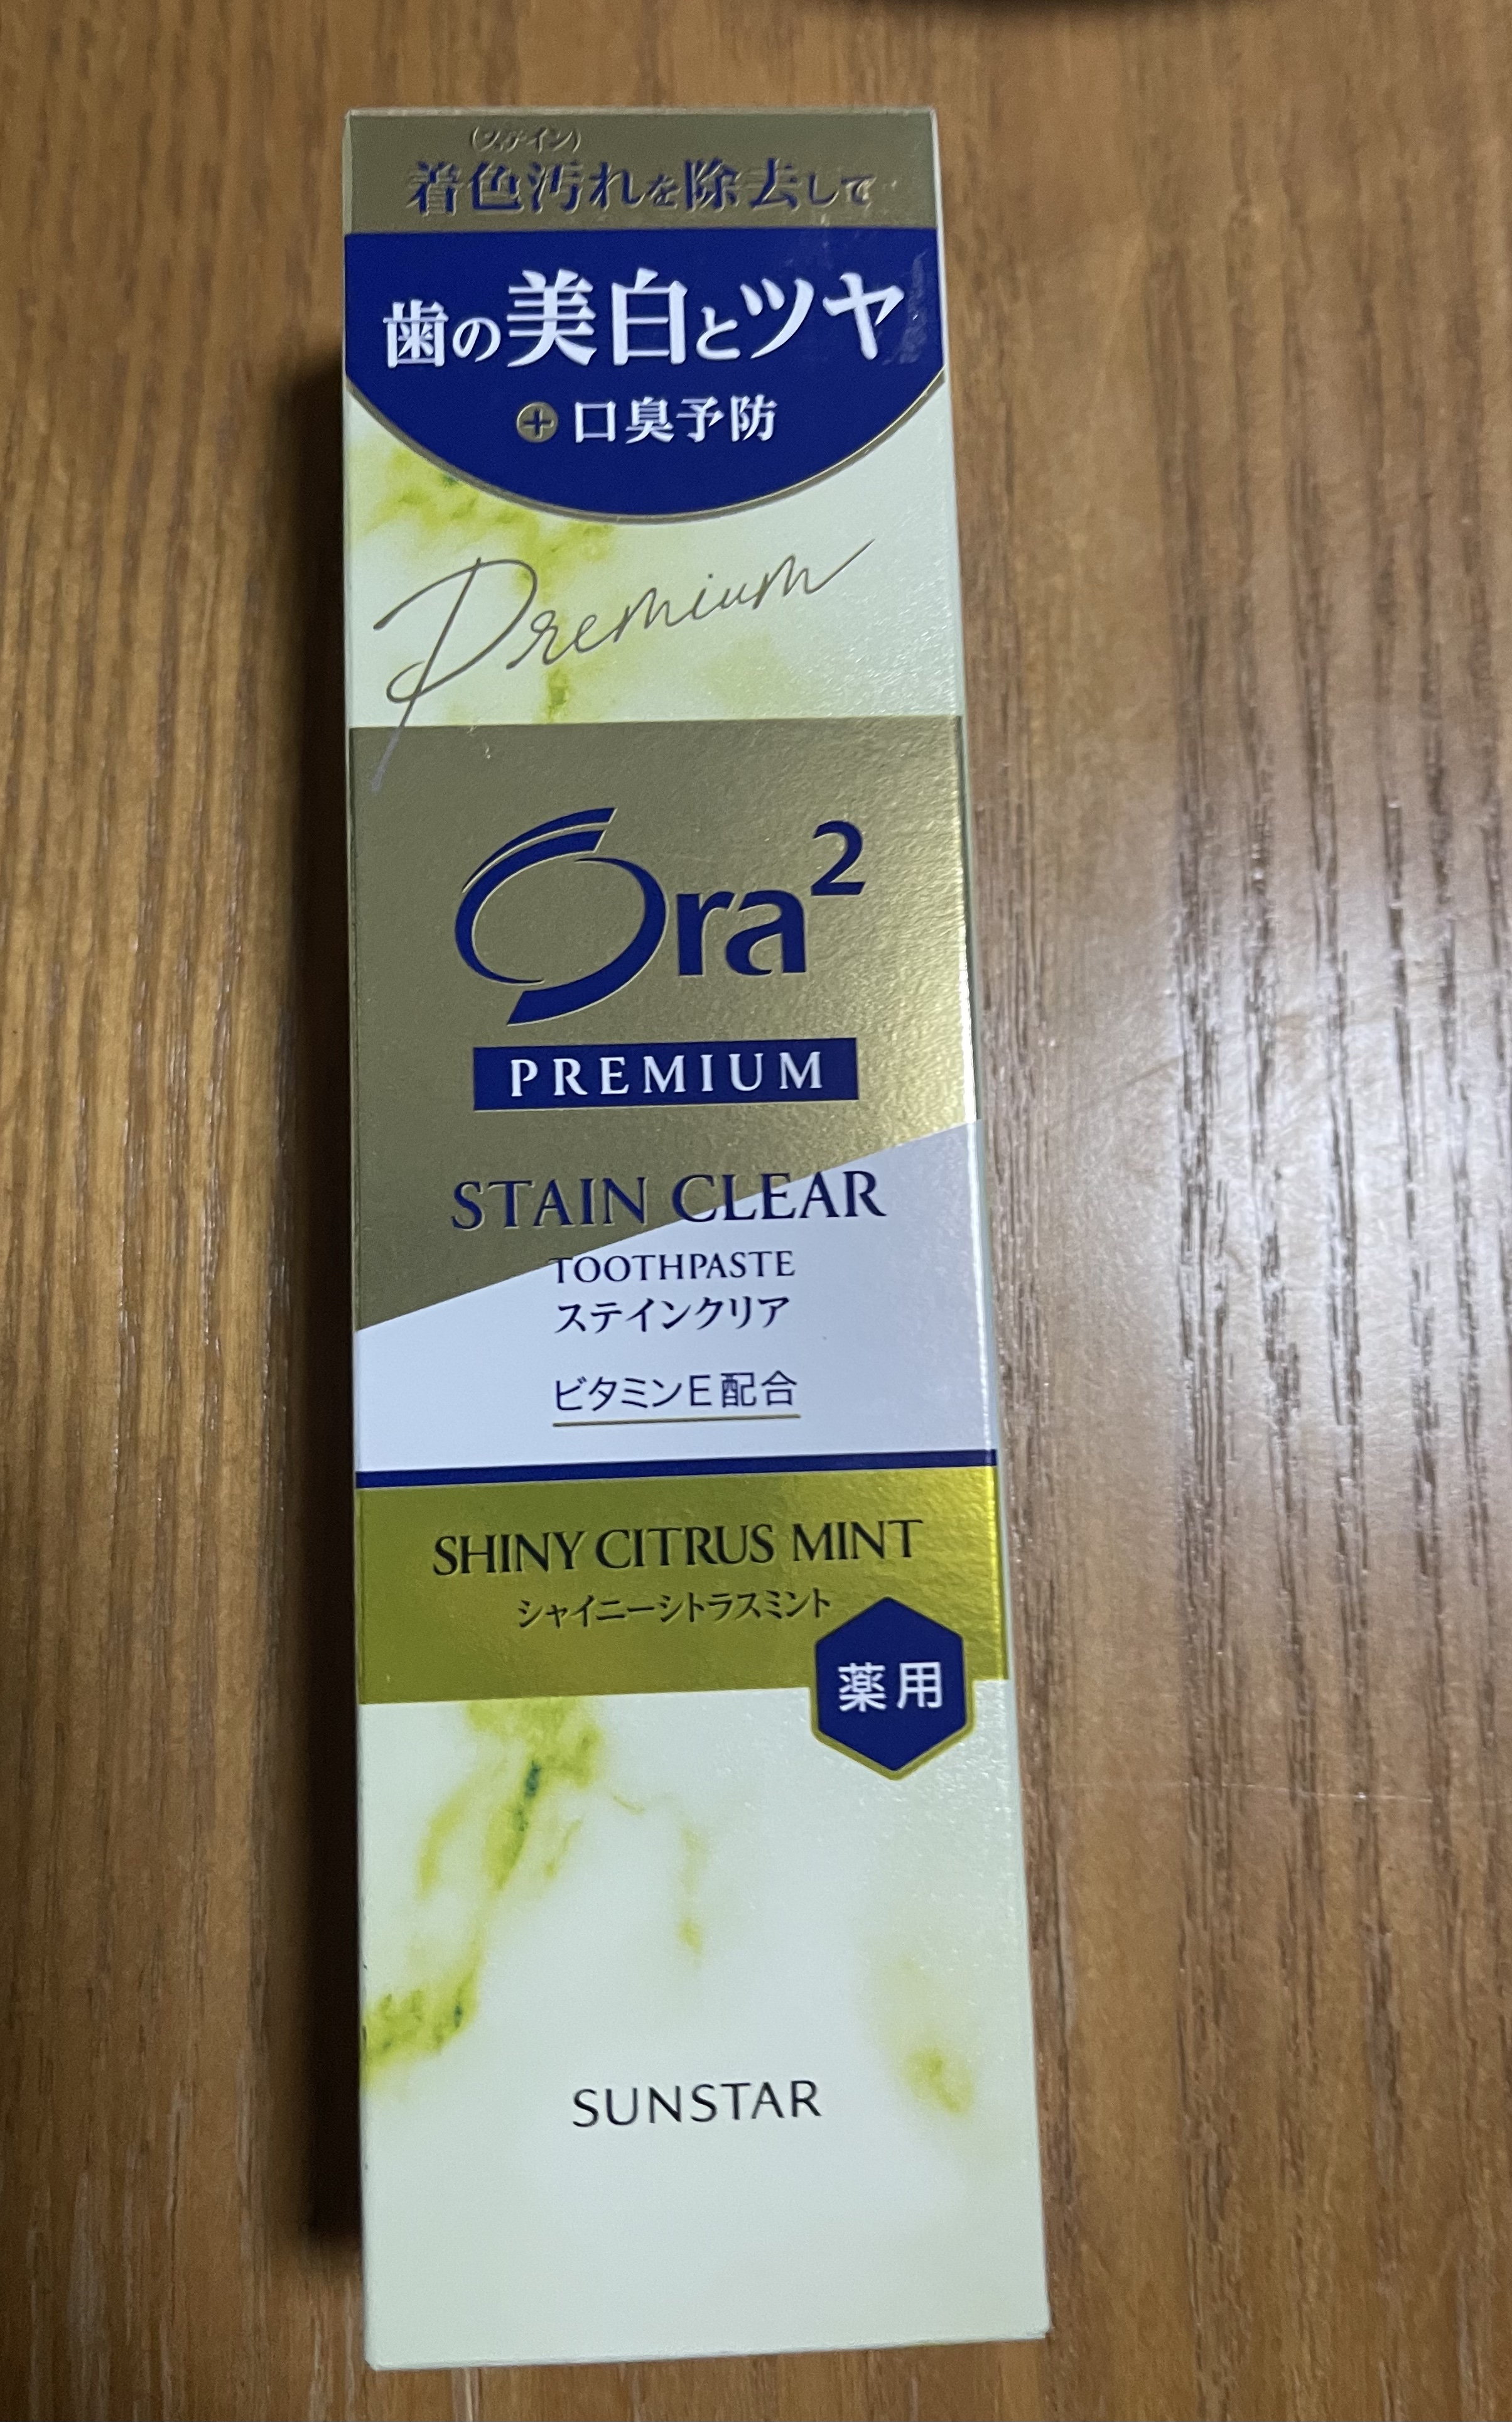 (ステイン)
着色汚れを除去して
歯の美白とツヤ
+口臭予防
Premium
Ora²
PREMIUM
STAIN CLEAR
TOOTHPASTE
ステインクリア
ビタミンE配合
SHINY CITRUS MINT
シャイニーシトラスミント
薬用
SUNSTAR